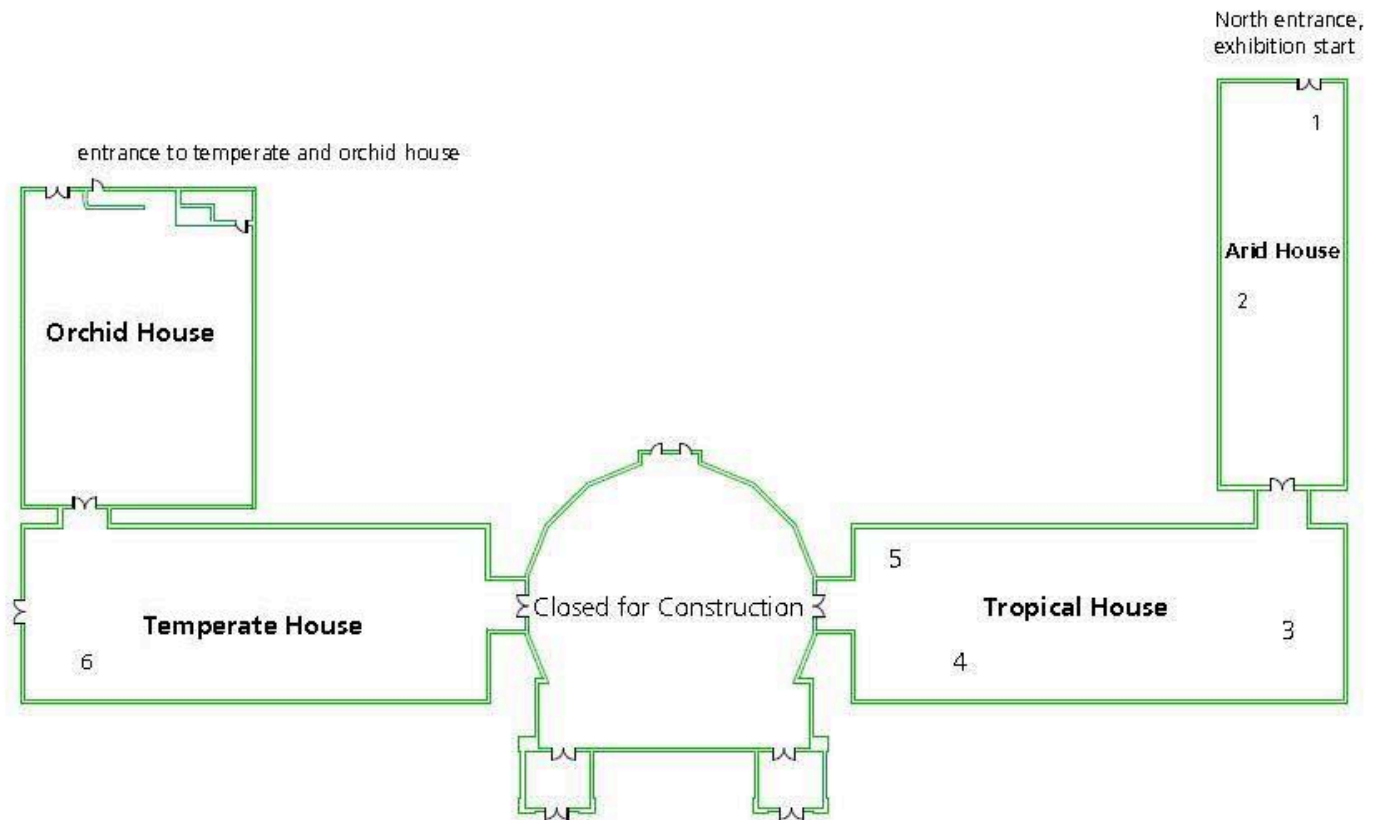 North entrance,
exhibition start
1
entrance to temperate and orchid house
Arid House
2
Orchid House
5
Closed for Construction
Tropical House
Temperate House
3
4
6